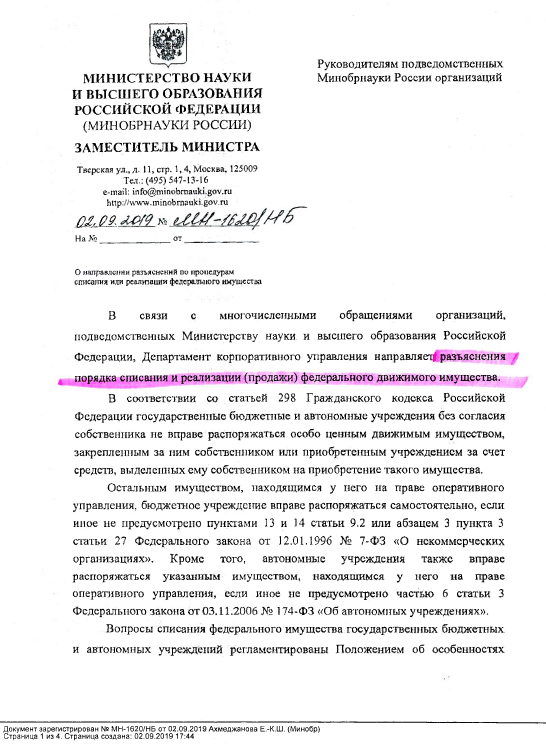 Руководителям подведомственных
Минобрнауки России организаций
МИНИСТЕРСТВО НАУКИ
И ВЫСШЕГО ОБРАЗОВАНИЯ
РОССИЙСКОЙ ФЕДЕРАЦИИ
(МИНОБРНАУКИ РОССИИ)
ЗАМЕСТИТЕЛЬ МИНИСТРА
Тверская ул., д. 11, стр. 1, 4, Москва, 125009
Тел.: (495) 547-13-16
e-mail: info@minobrnauki.gov.ru
http://www.minobrnauki.gov.ru
02.09.2019 № МН-1620/НБ
На № от
О направлении разъяснений по процедурам
списания или реализации федерального имущества
В связи с многочисленными обращениями организаций,
подведомственных Министерству науки и высшего образования Российской
Федерации, Департамент корпоративного управления направляет разъяснения
порядка списания и реализации (продажи) федерального движимого имущества.
В соответствии со статьей 298 Гражданского кодекса Российской
Федерации государственные бюджетные и автономные учреждения без согласия
собственника не вправе распоряжаться особо ценным движимым имуществом,
закрепленным за ним собственником или приобретенным учреждением за счет
средств, выделенных ему собственником на приобретение такого имущества.
Остальным имуществом, находящимся у него на праве оперативного
управления, бюджетное учреждение вправе распоряжаться самостоятельно, если
иное не предусмотрено пунктами 13 и 14 статьи 9.2 или абзацем 3 пункта 3
статьи 27 Федерального закона от 12.01.1996 № 7-ФЗ «О некоммерческих
организациях». Кроме того, автономные учреждения также вправе
распоряжаться указанным имуществом, находящимся у него на праве
оперативного управления, если иное не предусмотрено частью 6 статьи 3
Федерального закона от 03.11.2006 № 174-ФЗ «Об автономных учреждениях».
Вопросы списания федерального имущества государственных бюджетных
и автономных учреждений регламентированы Положением об особенностях
Документ зарегистрирован № МН-1620/НБ от 02.09.2019 Ахмеджанова Е.-К.Ш. (Минобр)
Страница 1 из 4. Страница создана: 02.09.2019 17:44